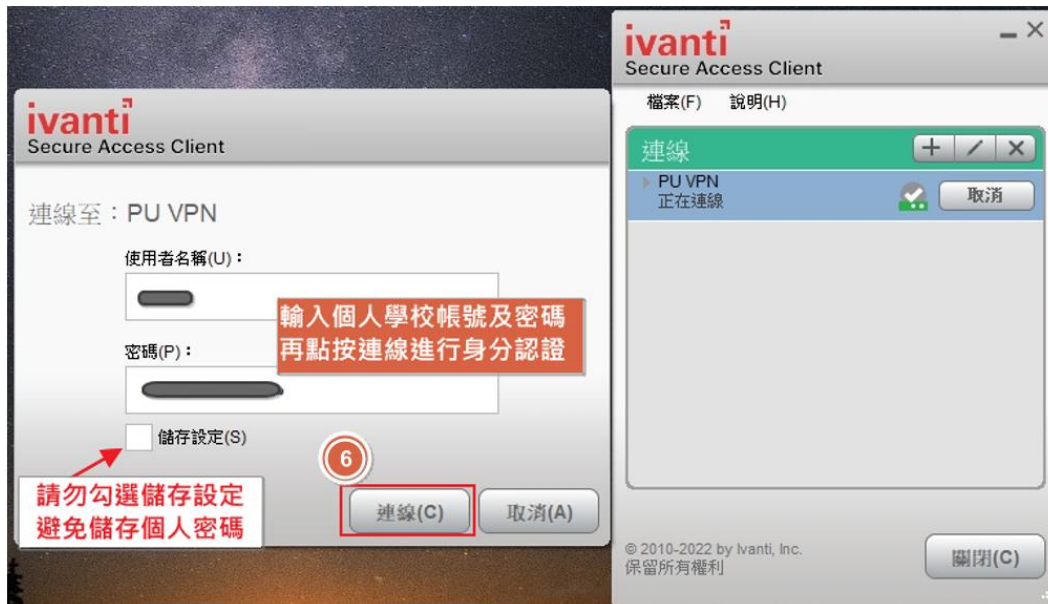 ivanti
Secure Access Client
連線至：PU VPN
使用者名稱(U)：
輸入個人學校帳號及密碼
再點按連線進行身分認證
密碼(P)：
儲存設定(S)
請勿勾選儲存設定
避免儲存個人密碼
6
連線(C)
取消(A)
ivanti
Secure Access Client
檔案(F) 說明(H)
連線
PU VPN
正在連線
取消
© 2010-2022 by Ivanti, Inc.
保留所有權利
關閉(C)